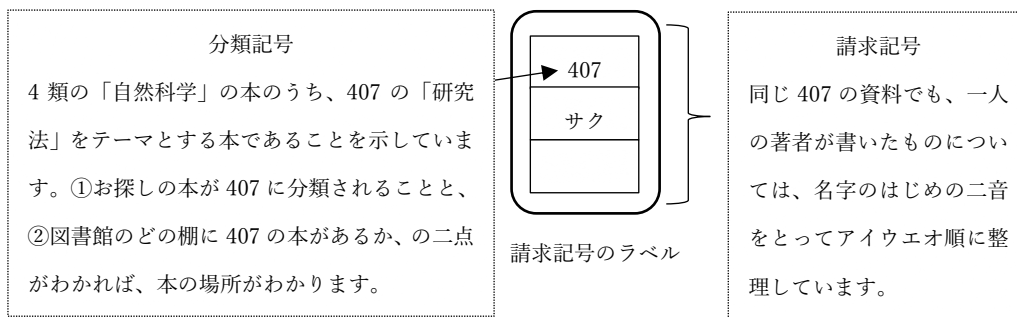 分類記号
4 類の「自然科学」の本のうち、407 の「研究
法」をテーマとする本であることを示していま
す。①お探しの本が 407 に分類されることと、
②図書館のどの棚に 407 の本があるか、の二点
がわかれば、本の場所がわかります。
407
サク
請求記号のラベル
請求記号
同じ 407 の資料でも、一人
の著者が書いたものについ
ては、名字のはじめの二音
をとってアイウエオ順に整
理しています。